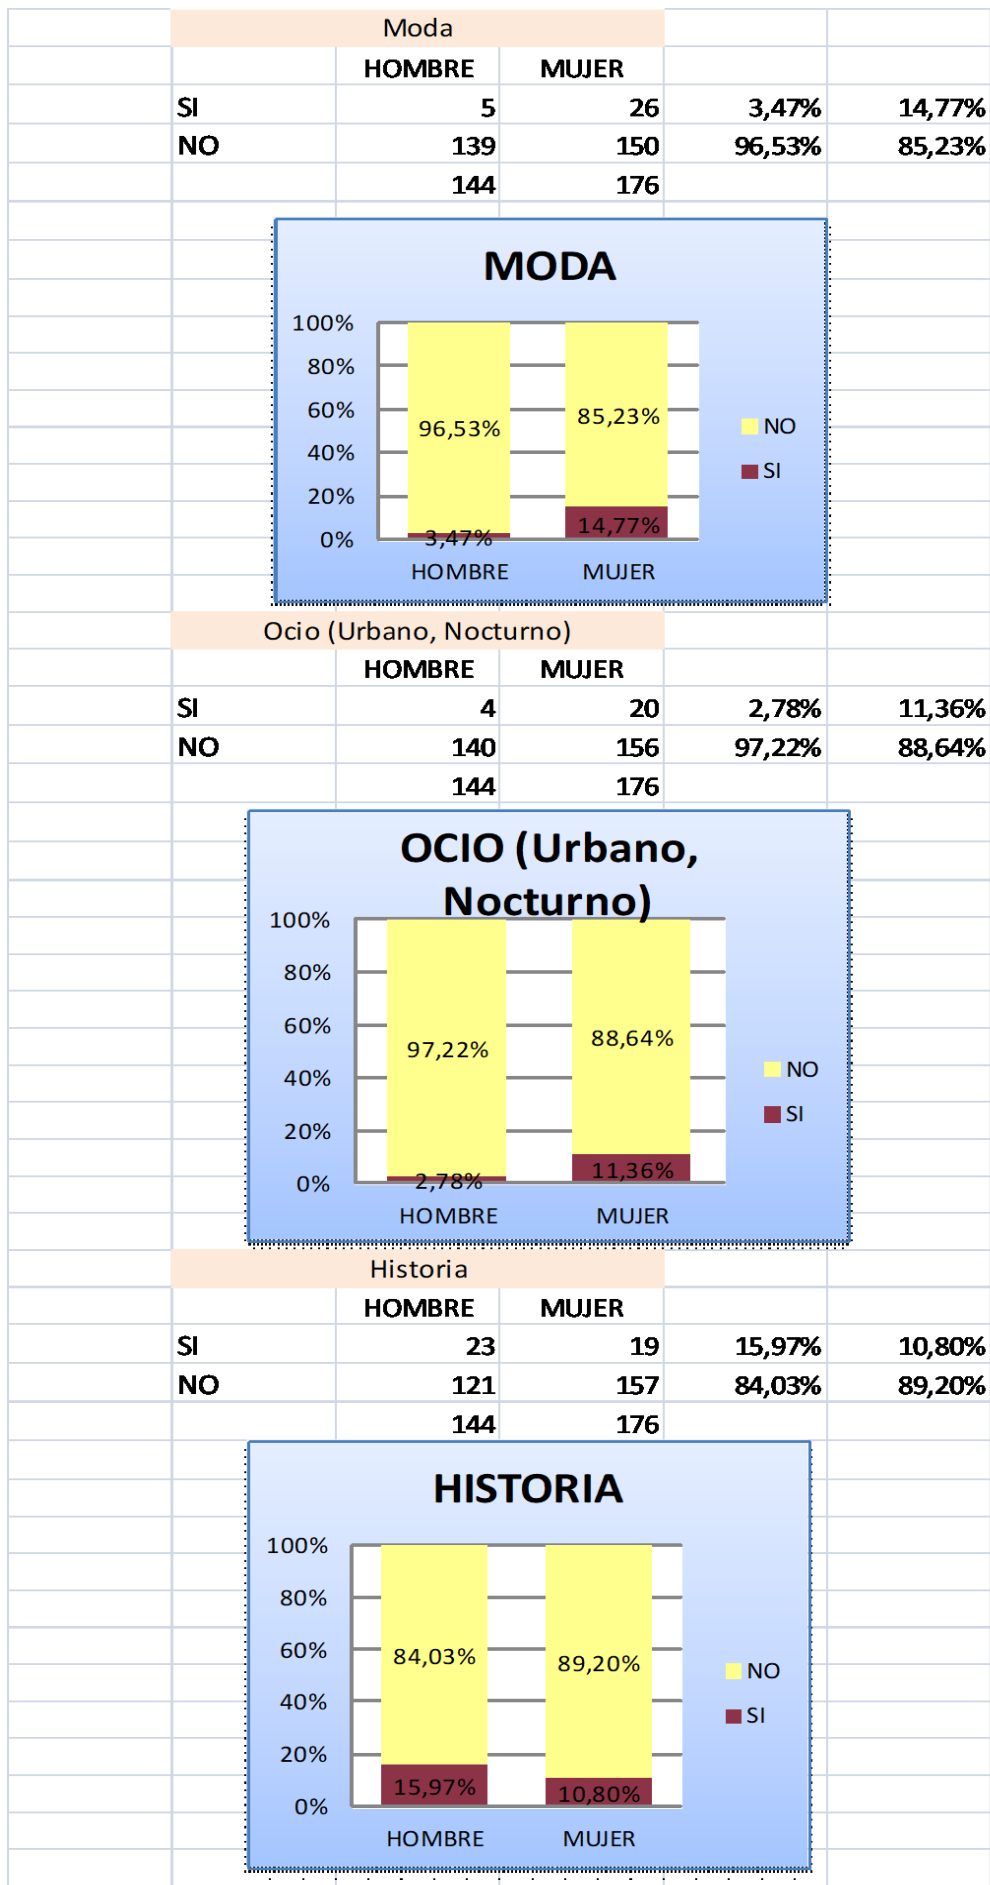 Moda
HOMBRE MUJER
SI 5 26 3,47% 14,77%
NO 139 150 96,53% 85,23%
144 176
MODA
100%
80%
60%
40%
20%
0%
96,53% 85,23%
3,47% 14,77%
HOMBRE MUJER
NO
SI
Ocio (Urbano, Nocturno)
HOMBRE MUJER
SI 4 20 2,78% 11,36%
NO 140 156 97,22% 88,64%
144 176
OCIO (Urbano,
Nocturno)
100%
80%
60%
40%
20%
0%
97,22% 88,64%
2,78% 11,36%
HOMBRE MUJER
NO
SI
Historia
HOMBRE MUJER
SI 23 19 15,97% 10,80%
NO 121 157 84,03% 89,20%
144 176
HISTORIA
100%
80%
60%
40%
20%
0%
84,03% 89,20%
15,97% 10,80%
HOMBRE MUJER
NO
SI